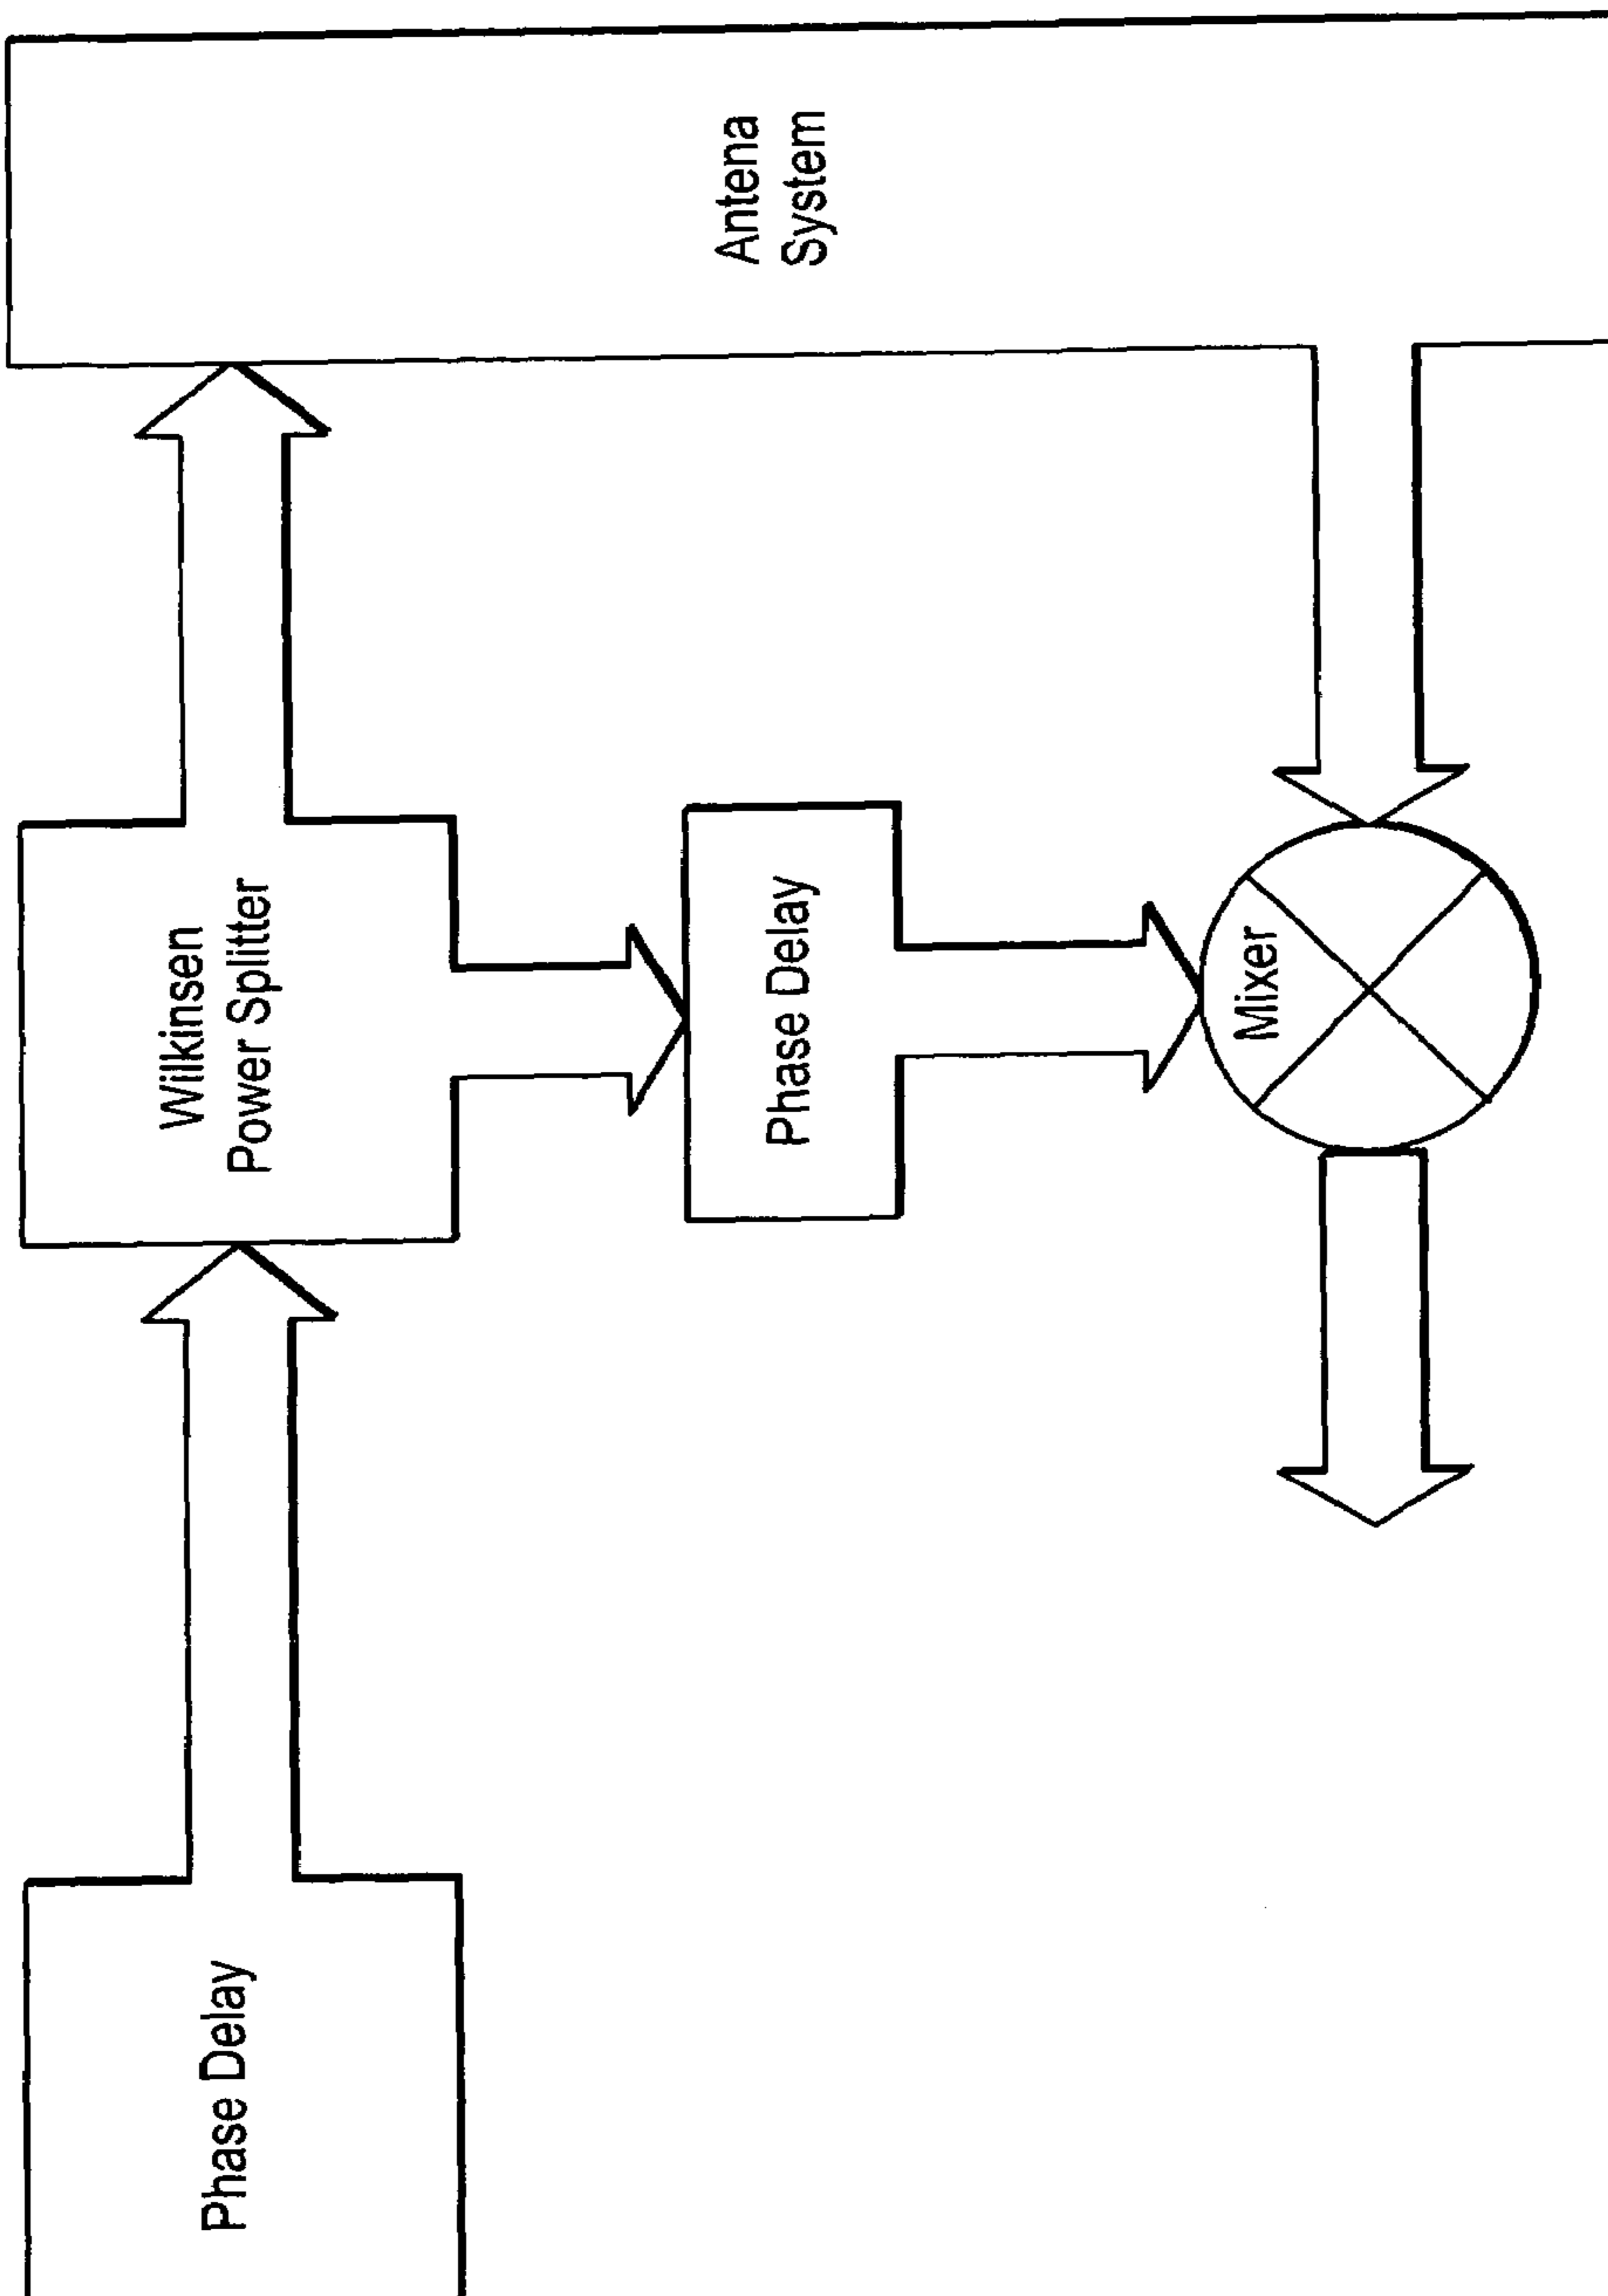 Phase Delay
Wilkinsen
Power Splitter
Antena
System
Phase Delay
Mixer